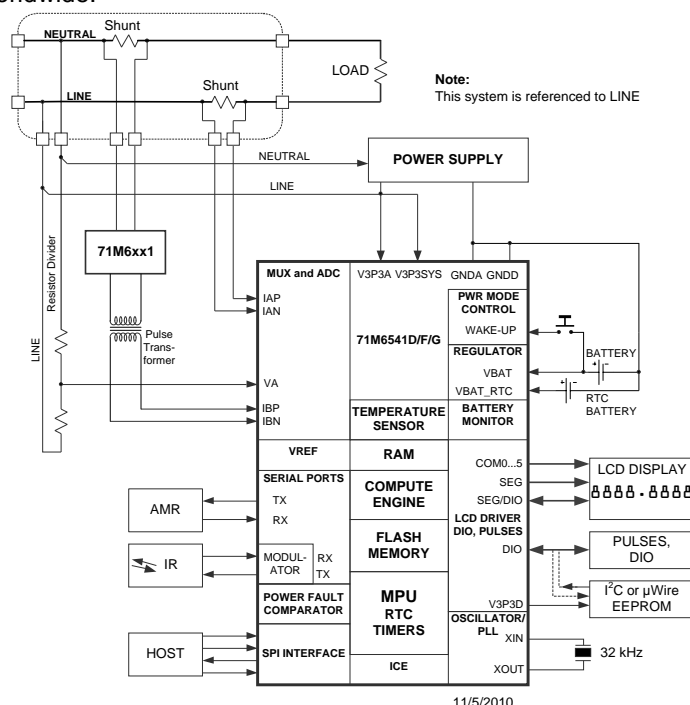 NEUTRAL
Shunt
LOAD
Note:
This system is referenced to LINE
Shunt
LINE
NEUTRAL
POWER SUPPLY
LINE
Resistor Divider
LINE
71M6xx1
Pulse
Trans-
former
MUX and ADC
V3P3A V3P3SYS GNDA GNDD
IAP
IAN
71M6541D/F/G
PWR MODE
CONTROL
WAKE-UP
REGULATOR
BATTERY
VBAT
VBAT_RTC
RTC
BATTERY
VA
IBP
IBN
TEMPERATURE
SENSOR
BATTERY
MONITOR
VREF
RAM
COM0...5
SEG
SEG/DIO
LCD DISPLAY
8888.8888
SERIAL PORTS
TX
RX
AMR
COMPUTE
ENGINE
LCD DRIVER
DIO, PULSES
DIO
PULSES,
DIO
IR
MODUL-
ATOR
RX
TX
FLASH
MEMORY
I²C or µWire
EEPROM
V3P3D
POWER FAULT
COMPARATOR
MPU
RTC
TIMERS
OSCILLATOR/
PLL
XIN
32 kHz
XOUT
HOST
SPI INTERFACE
ICE
11/5/2010